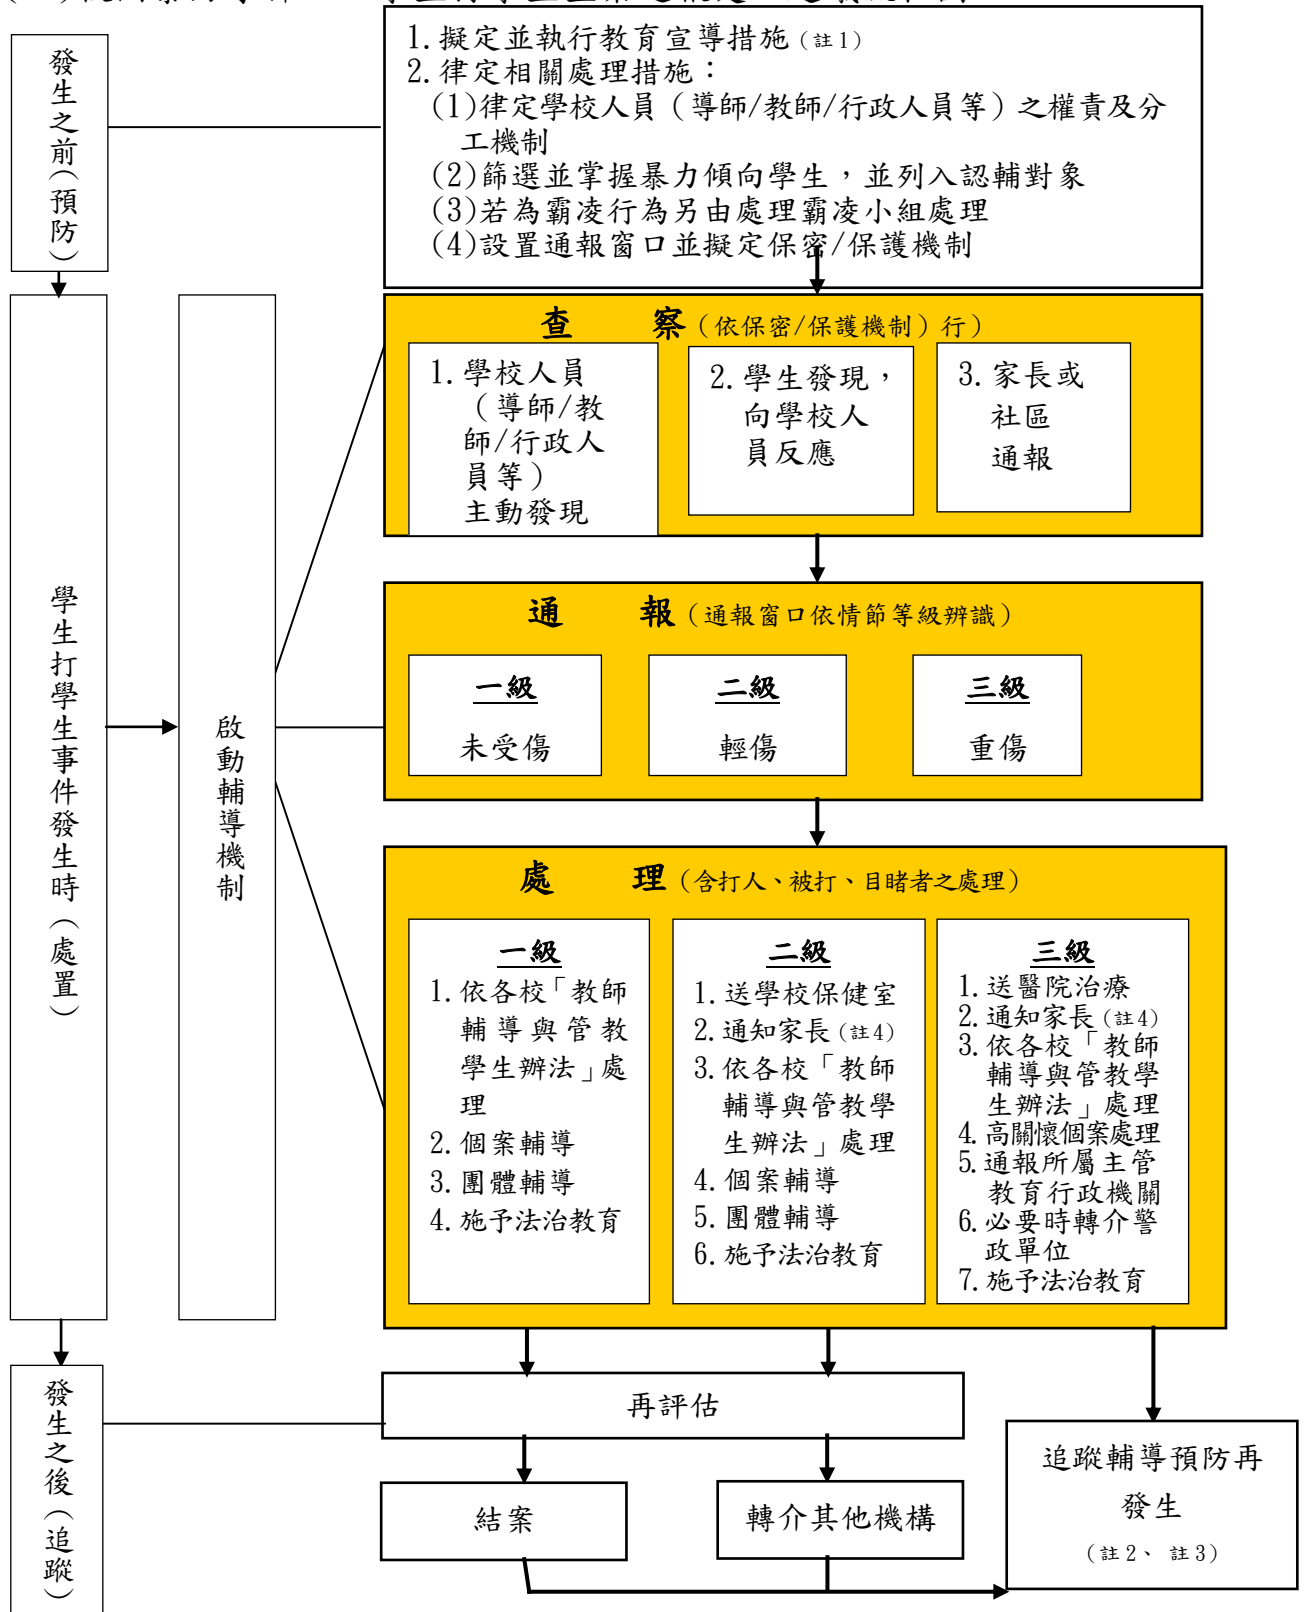 1.擬定並執行教育宣導措施(註1)
2.律定相關處理措施：
(1)律定學校人員（導師/教師/行政人員等）之權責及分
工機制
(2)篩選並掌握暴力傾向學生，並列入認輔對象
(3)若為霸凌行為另由處理霸凌小組處理
(4)設置通報窗口並擬定保密/保護機制
發生之前（預防）
查 察（依保密/保護機制）行）
1.學校人員
（導師/教
師/行政人
員等）
主動發現
2.學生發現，
向學校人
員反應
3.家長或
社區
通報
學生打學生事件發生時（處置）
啟動輔導機制
通 報（通報窗口依情節等級辨識）
一級
未受傷
二級
輕傷
三級
重傷
處 理（含打人、被打、目睹者之處理）
一級
1.依各校「教師
輔導與管教
學生辦法」處
理
2.個案輔導
3.團體輔導
4.施予法治教育
二級
1.送學校保健室
2.通知家長(註4)
3.依各校「教師
輔導與管教學
生辦法」處理
4.個案輔導
5.團體輔導
6.施予法治教育
三級
1.送醫院治療
2.通知家長(註4)
3.依各校「教師
輔導與管教學
生辦法」處理
4.高關懷個案處理
5.通報所屬主管
教育行政機關
6.必要時轉介警
政單位
7.施予法治教育
發生之後（追蹤）
再評估
結案
轉介其他機構
追蹤輔導預防再
發生
（註2、 註3）